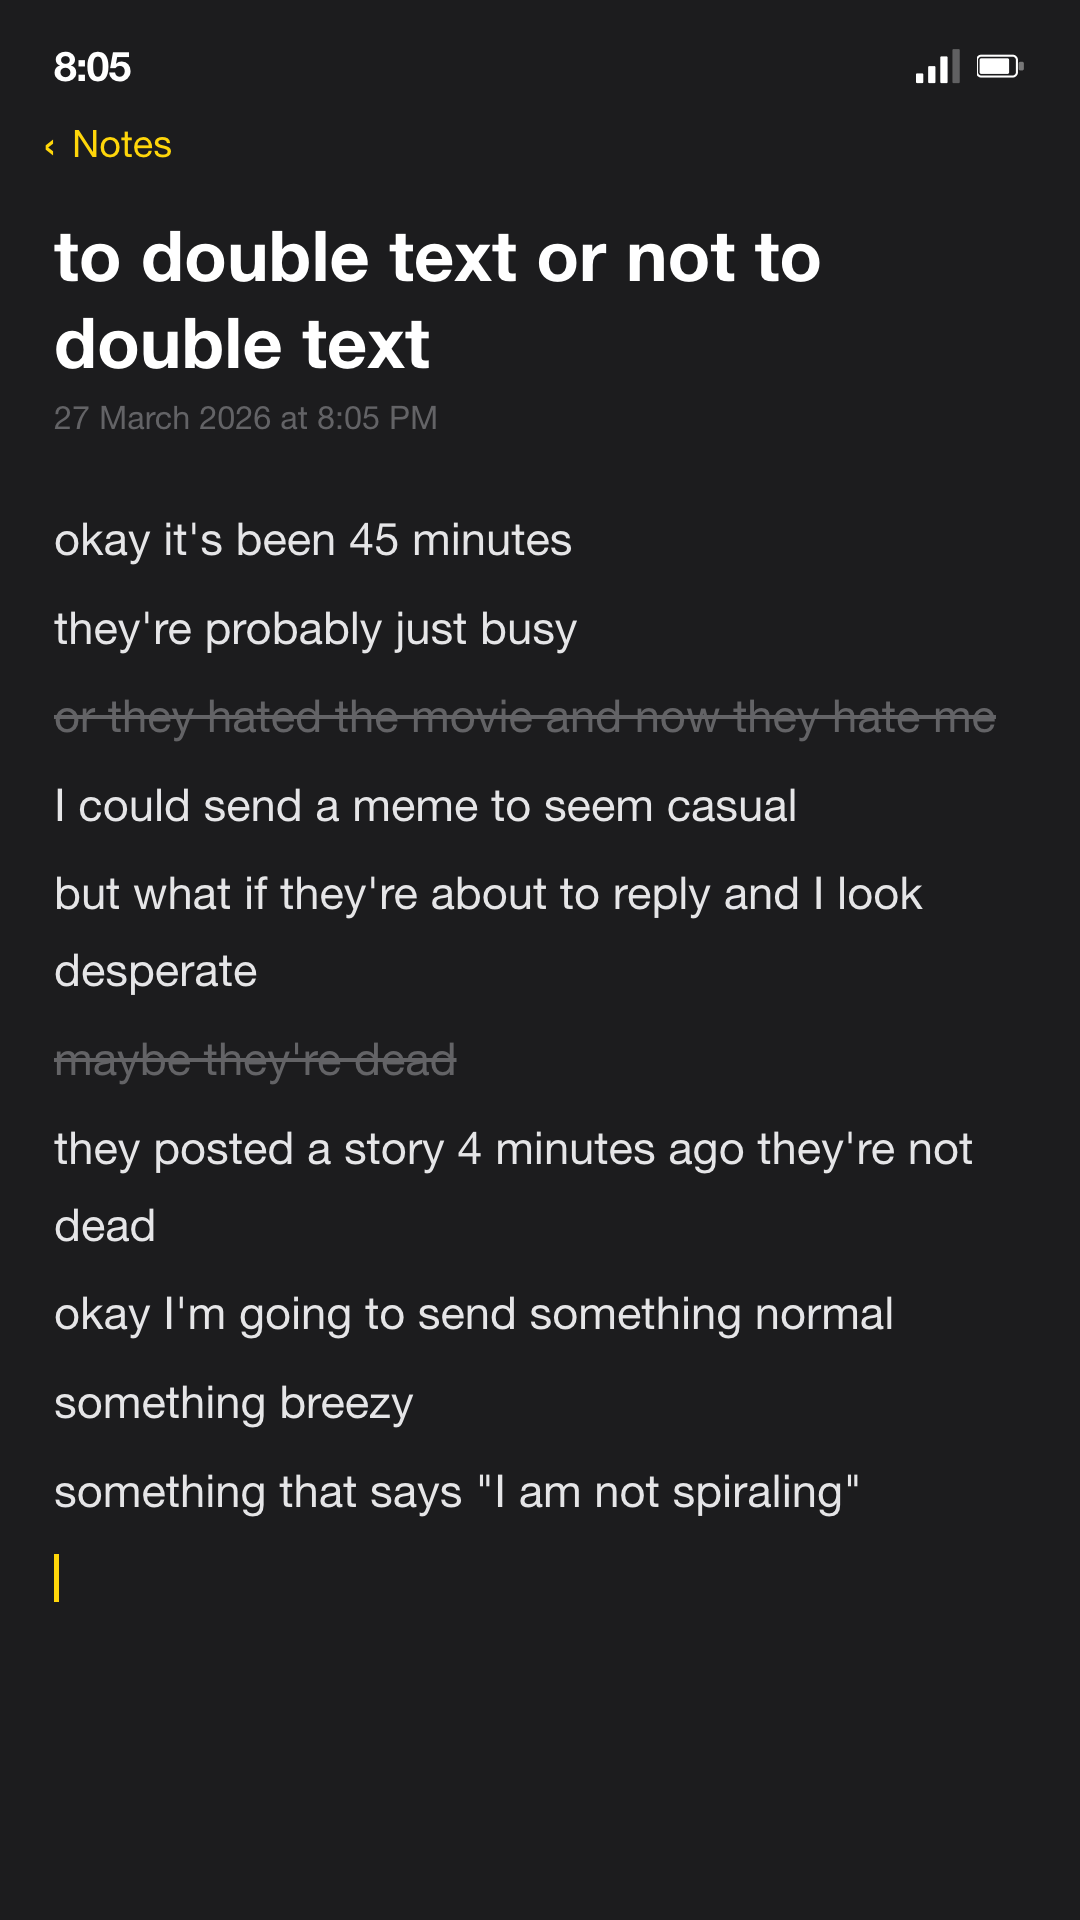 8:05
‹ Notes
to double text or not to
double text
27 March 2026 at 8:05 PM
okay it's been 45 minutes
they're probably just busy
or they hated the movie and now they hate me
I could send a meme to seem casual
but what if they're about to reply and I look
desperate
maybe they're dead
they posted a story 4 minutes ago they're not
dead
okay I'm going to send something normal
something breezy
something that says "I am not spiraling"